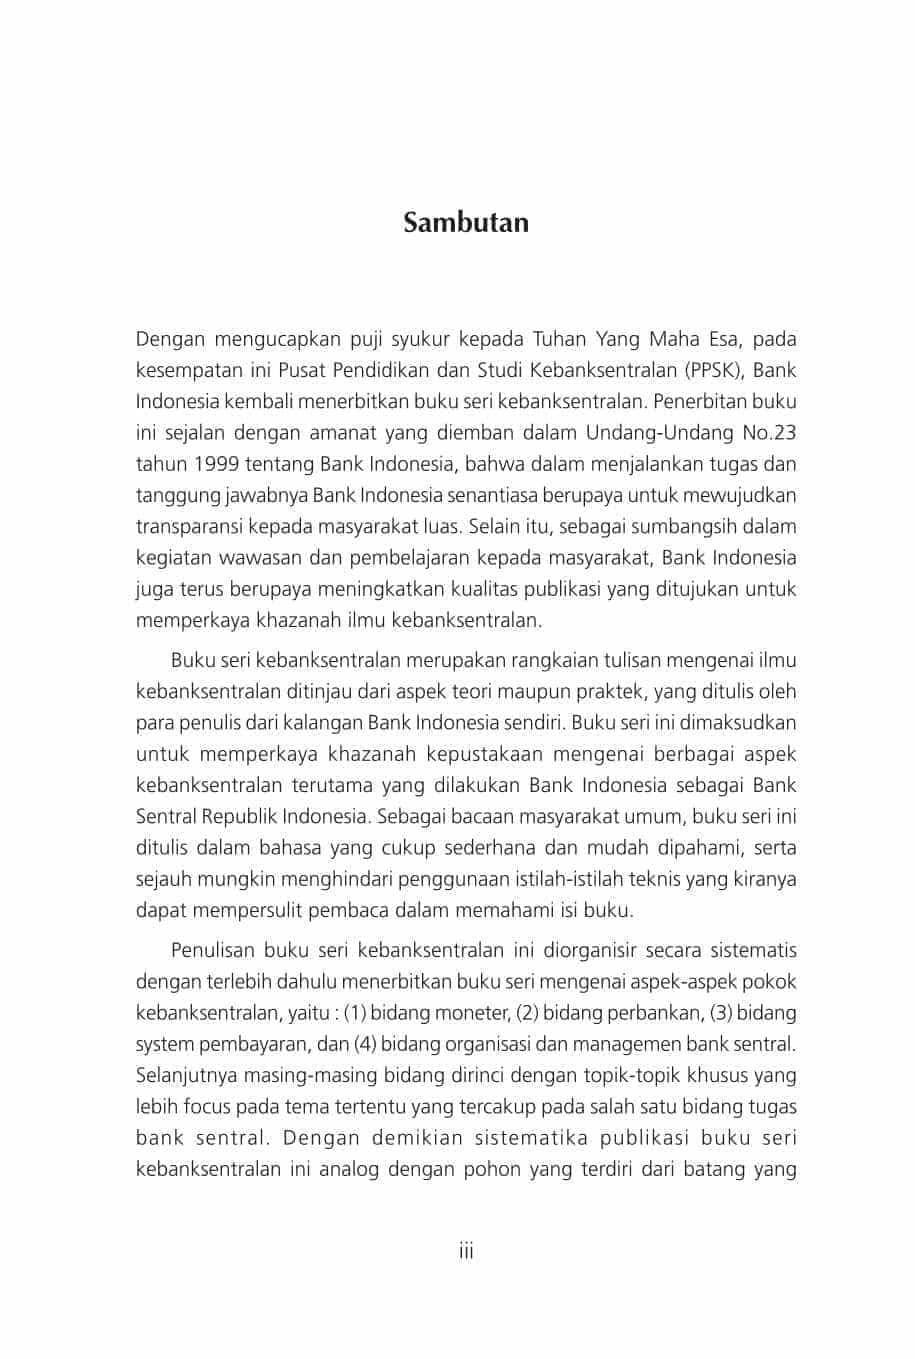 Sambutan
Dengan mengucapkan puji syukur kepada Tuhan Yang Maha Esa, pada
kesempatan ini Pusat Pendidikan dan Studi Kebanksentralan (PPSK), Bank
Indonesia kembali menerbitkan buku seri kebanksentralan. Penerbitan buku
ini sejalan dengan amanat yang diemban dalam Undang-Undang No.23
tahun 1999 tentang Bank Indonesia, bahwa dalam menjalankan tugas dan
tanggung jawabnya Bank Indonesia senantiasa berupaya untuk mewujudkan
transparansi kepada masyarakat luas. Selain itu, sebagai sumbangsih dalam
kegiatan wawasan dan pembelajaran kepada masyarakat, Bank Indonesia
juga terus berupaya meningkatkan kualitas publikasi yang ditujukan untuk
memperkaya khazanah ilmu kebanksentralan.
Buku seri kebanksentralan merupakan rangkaian tulisan mengenai ilmu
kebanksentralan ditinjau dari aspek teori maupun praktek, yang ditulis oleh
para penulis dari kalangan Bank Indonesia sendiri. Buku seri ini dimaksudkan
untuk memperkaya khazanah kepustakaan mengenai berbagai aspek
kebanksentralan terutama yang dilakukan Bank Indonesia sebagai Bank
Sentral Republik Indonesia. Sebagai bacaan masyarakat umum, buku seri ini
ditulis dalam bahasa yang cukup sederhana dan mudah dipahami, serta
sejauh mungkin menghindari penggunaan istilah-istilah teknis yang kiranya
dapat mempersulit pembaca dalam memahami isi buku.
Penulisan buku seri kebanksentralan ini diorganisir secara sistematis
dengan terlebih dahulu menerbitkan buku seri mengenai aspek-aspek pokok
kebanksentralan, yaitu : (1) bidang moneter, (2) bidang perbankan, (3) bidang
system pembayaran, dan (4) bidang organisasi dan managemen bank sentral.
Selanjutnya masing-masing bidang dirinci dengan topik-topik khusus yang
lebih focus pada tema tertentu yang tercakup pada salah satu bidang tugas
bank sentral. Dengan demikian sistematika publikasi buku seri
kebanksentralan ini analog dengan pohon yang terdiri dari batang yang
iii